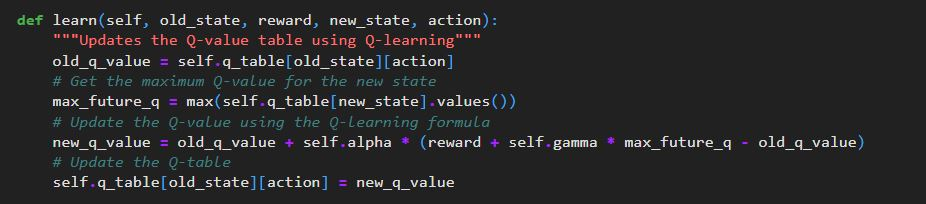 def learn(self, old_state, reward, new_state, action):
    """Updates the Q-value table using Q-learning"""
    old_q_value = self.q_table[old_state][action]
    # Get the maximum Q-value for the new state
    max_future_q = max(self.q_table[new_state].values())
    # Update the Q-value using the Q-Learning formula
    new_q_value = old_q_value + self.alpha * (reward + self.gamma * max_future_q - old_q_value)
    # Update the Q-table
    self.q_table[old_state][action] = new_q_value